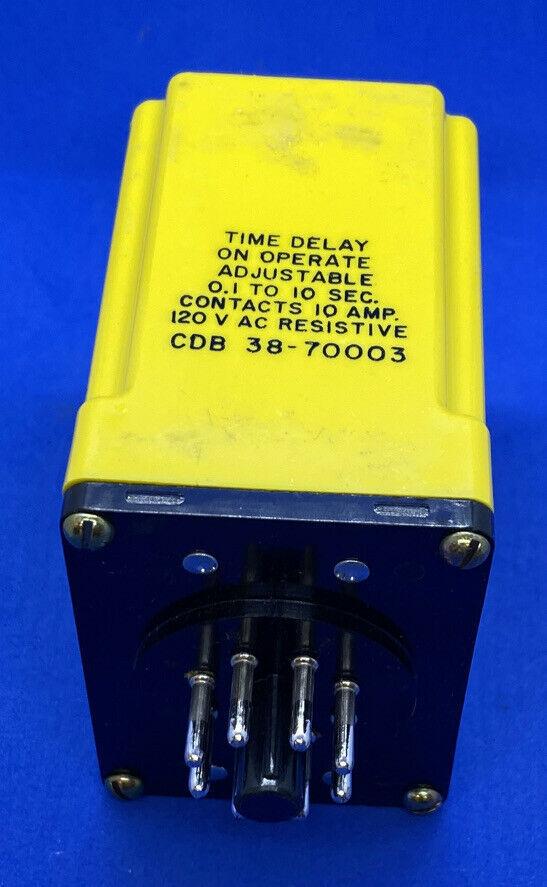 TIME DELAY
ON OPERATE
ADJUSTABLE
0.1 TO 10 SEC.
CONTACTS 10 AMP.
120 V AC RESISTIVE
CDB 38-70003